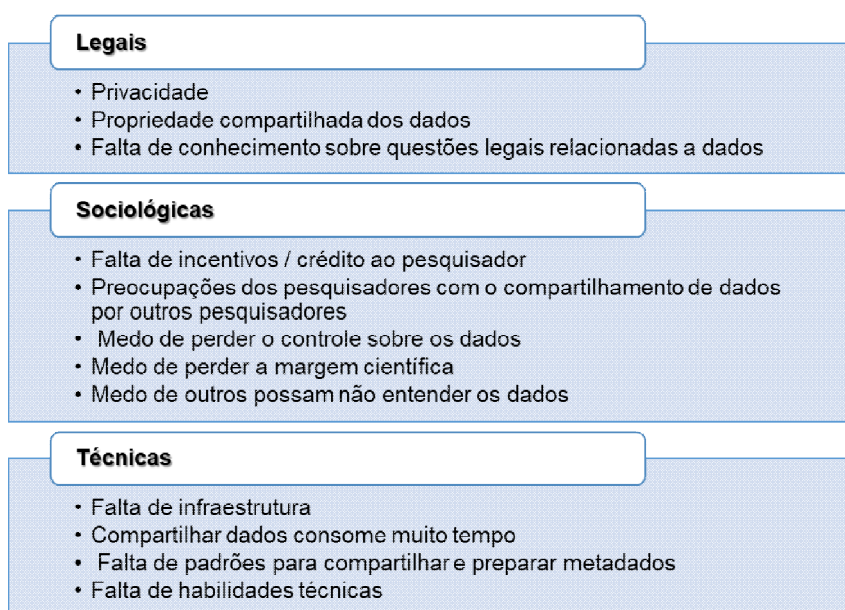 Legais
• Privacidade
• Propriedade compartilhada dos dados
• Falta de conhecimento sobre questões legais relacionadas a dados
Sociológicas
• Falta de incentivos / crédito ao pesquisador
• Preocupações dos pesquisadores com o compartilhamento de dados
por outros pesquisadores
• Medo de perder o controle sobre os dados
• Medo de perder a margem científica
• Medo de outros possam não entender os dados
Técnicas
• Falta de infraestrutura
• Compartilhar dados consome muito tempo
• Falta de padrões para compartilhar e preparar metadados
• Falta de habilidades técnicas